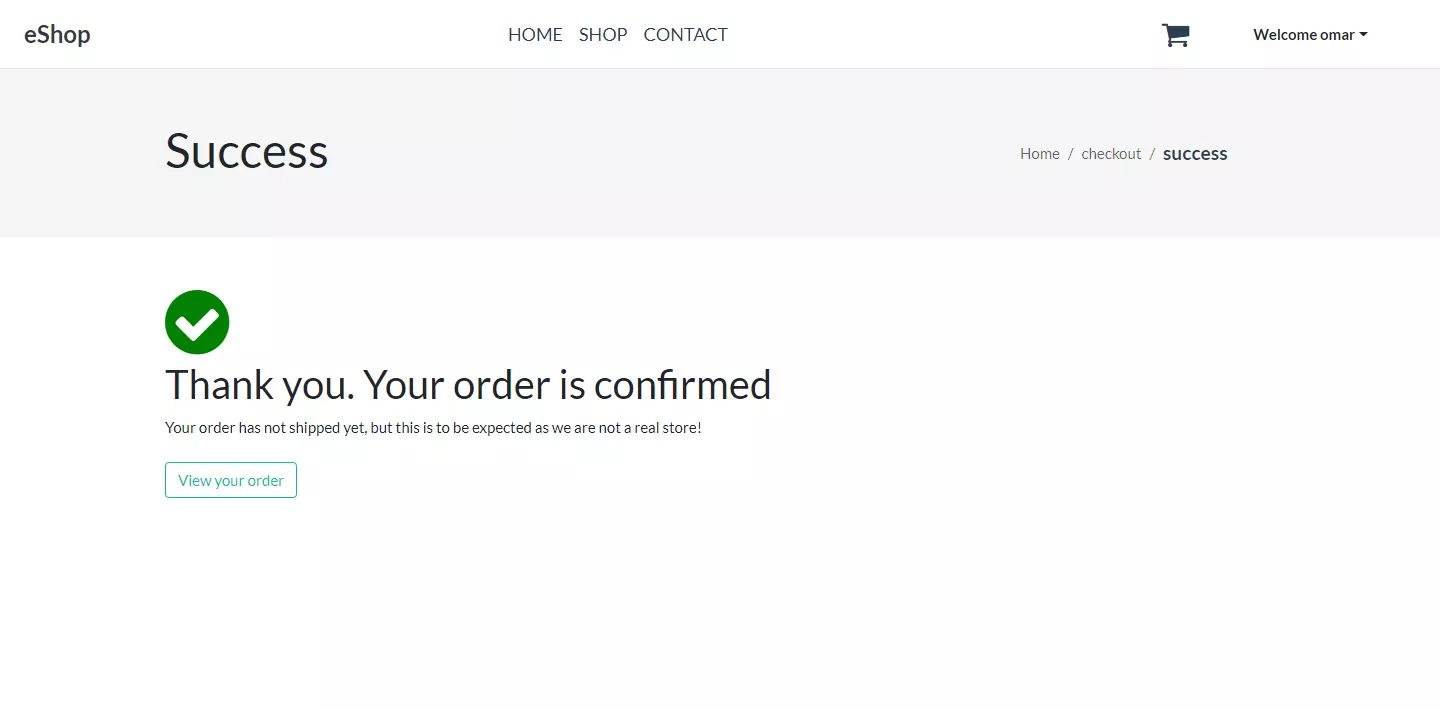 eShop
HOME SHOP CONTACT
Welcome omar
Success
Home / checkout / success
Thank you. Your order is confirmed
Your order has not shipped yet, but this is to be expected as we are not a real store!
View your order